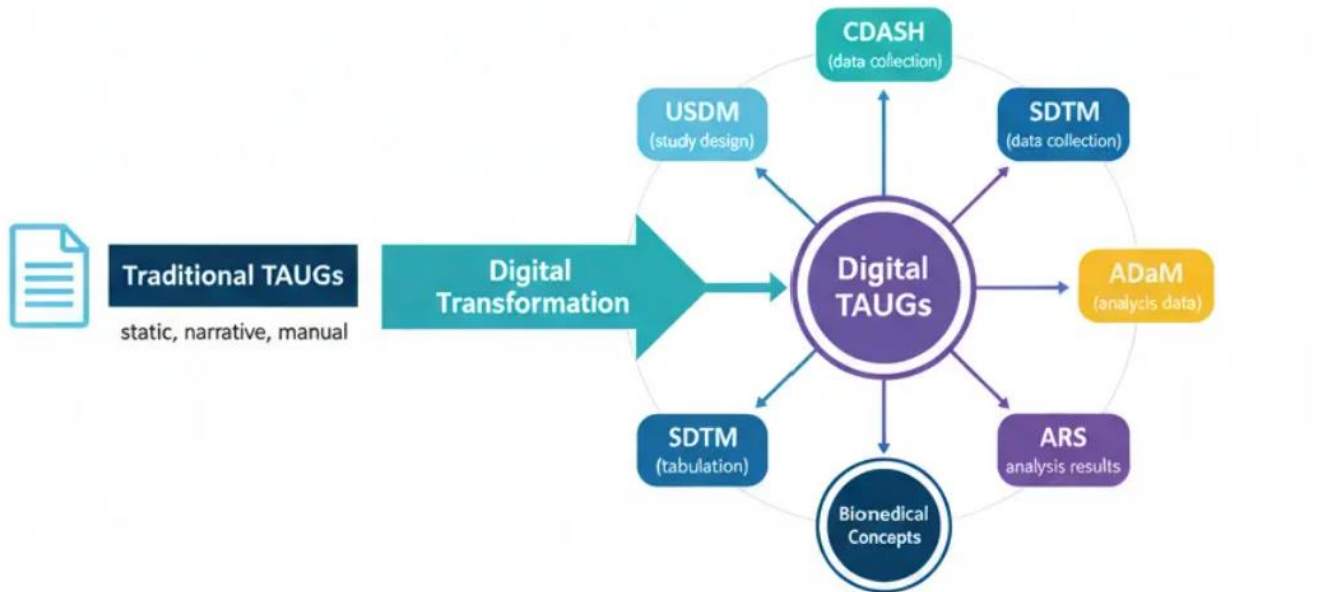 CDASH
(data collection)
USDM
(study design)
SDTM
(data collection)
Traditional TAUGs
static, narrative, manual
Digital
Transformation
Digital
TAUGs
ADaM
(analycis data)
SDTM
(tabulation)
ARS
analysis results
Bionedical
Concepts